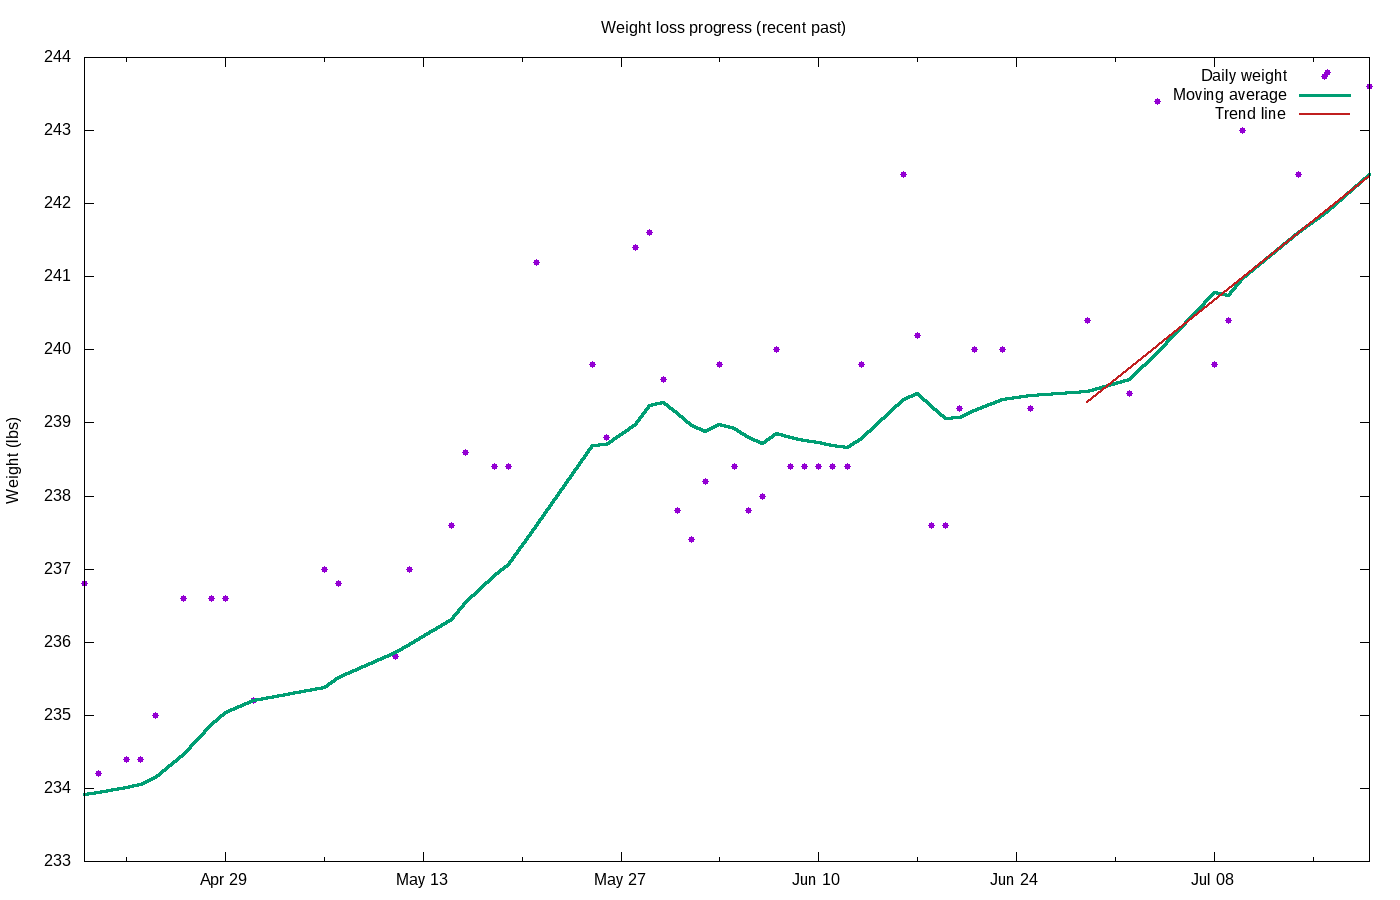 Weight loss progress (recent past)
244
243
242
241
240
239
238
237
236
235
234
233
Weight (lbs)
Daily weight
Moving average
Trend line
Apr 29
May 13
May 27
Jun 10
Jun 24
Jul 08